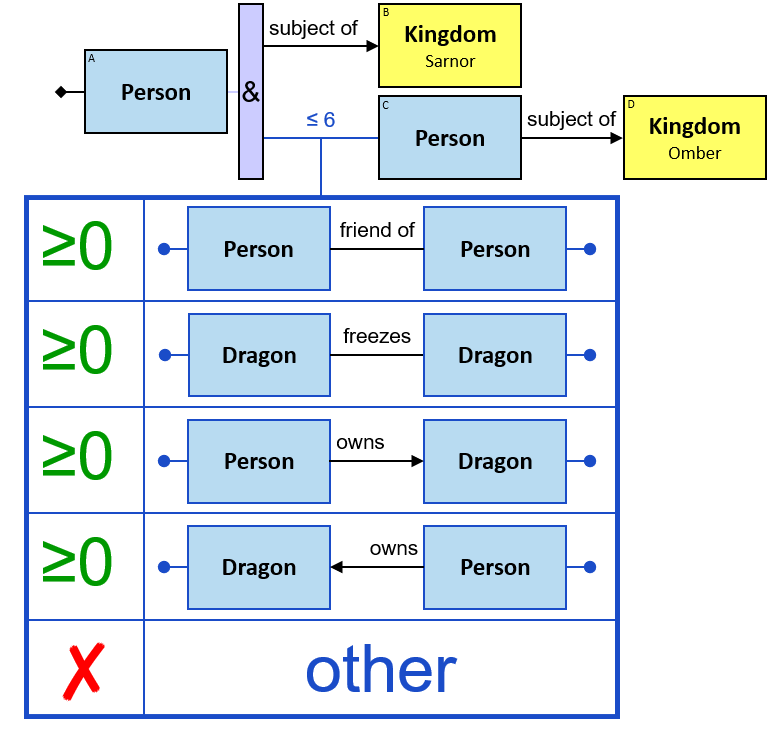 A
Person
&
subject of
B
Kingdom
Sarnor
≤ 6
C
Person
subject of
D
Kingdom
Omber
≥0
Person
friend of
Person
≥0
Dragon
freezes
Dragon
≥0
Person
owns
Dragon
≥0
Dragon
owns
Person
✗
other